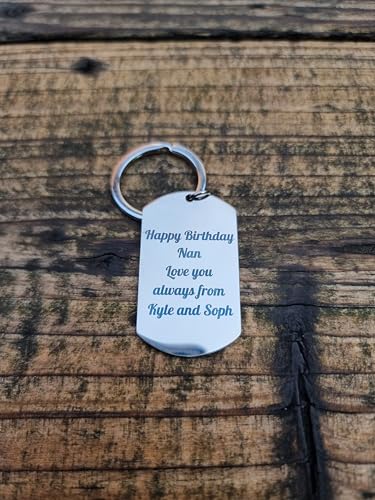 Happy Birthday
Nan
Love you
always from
Kyle and Soph